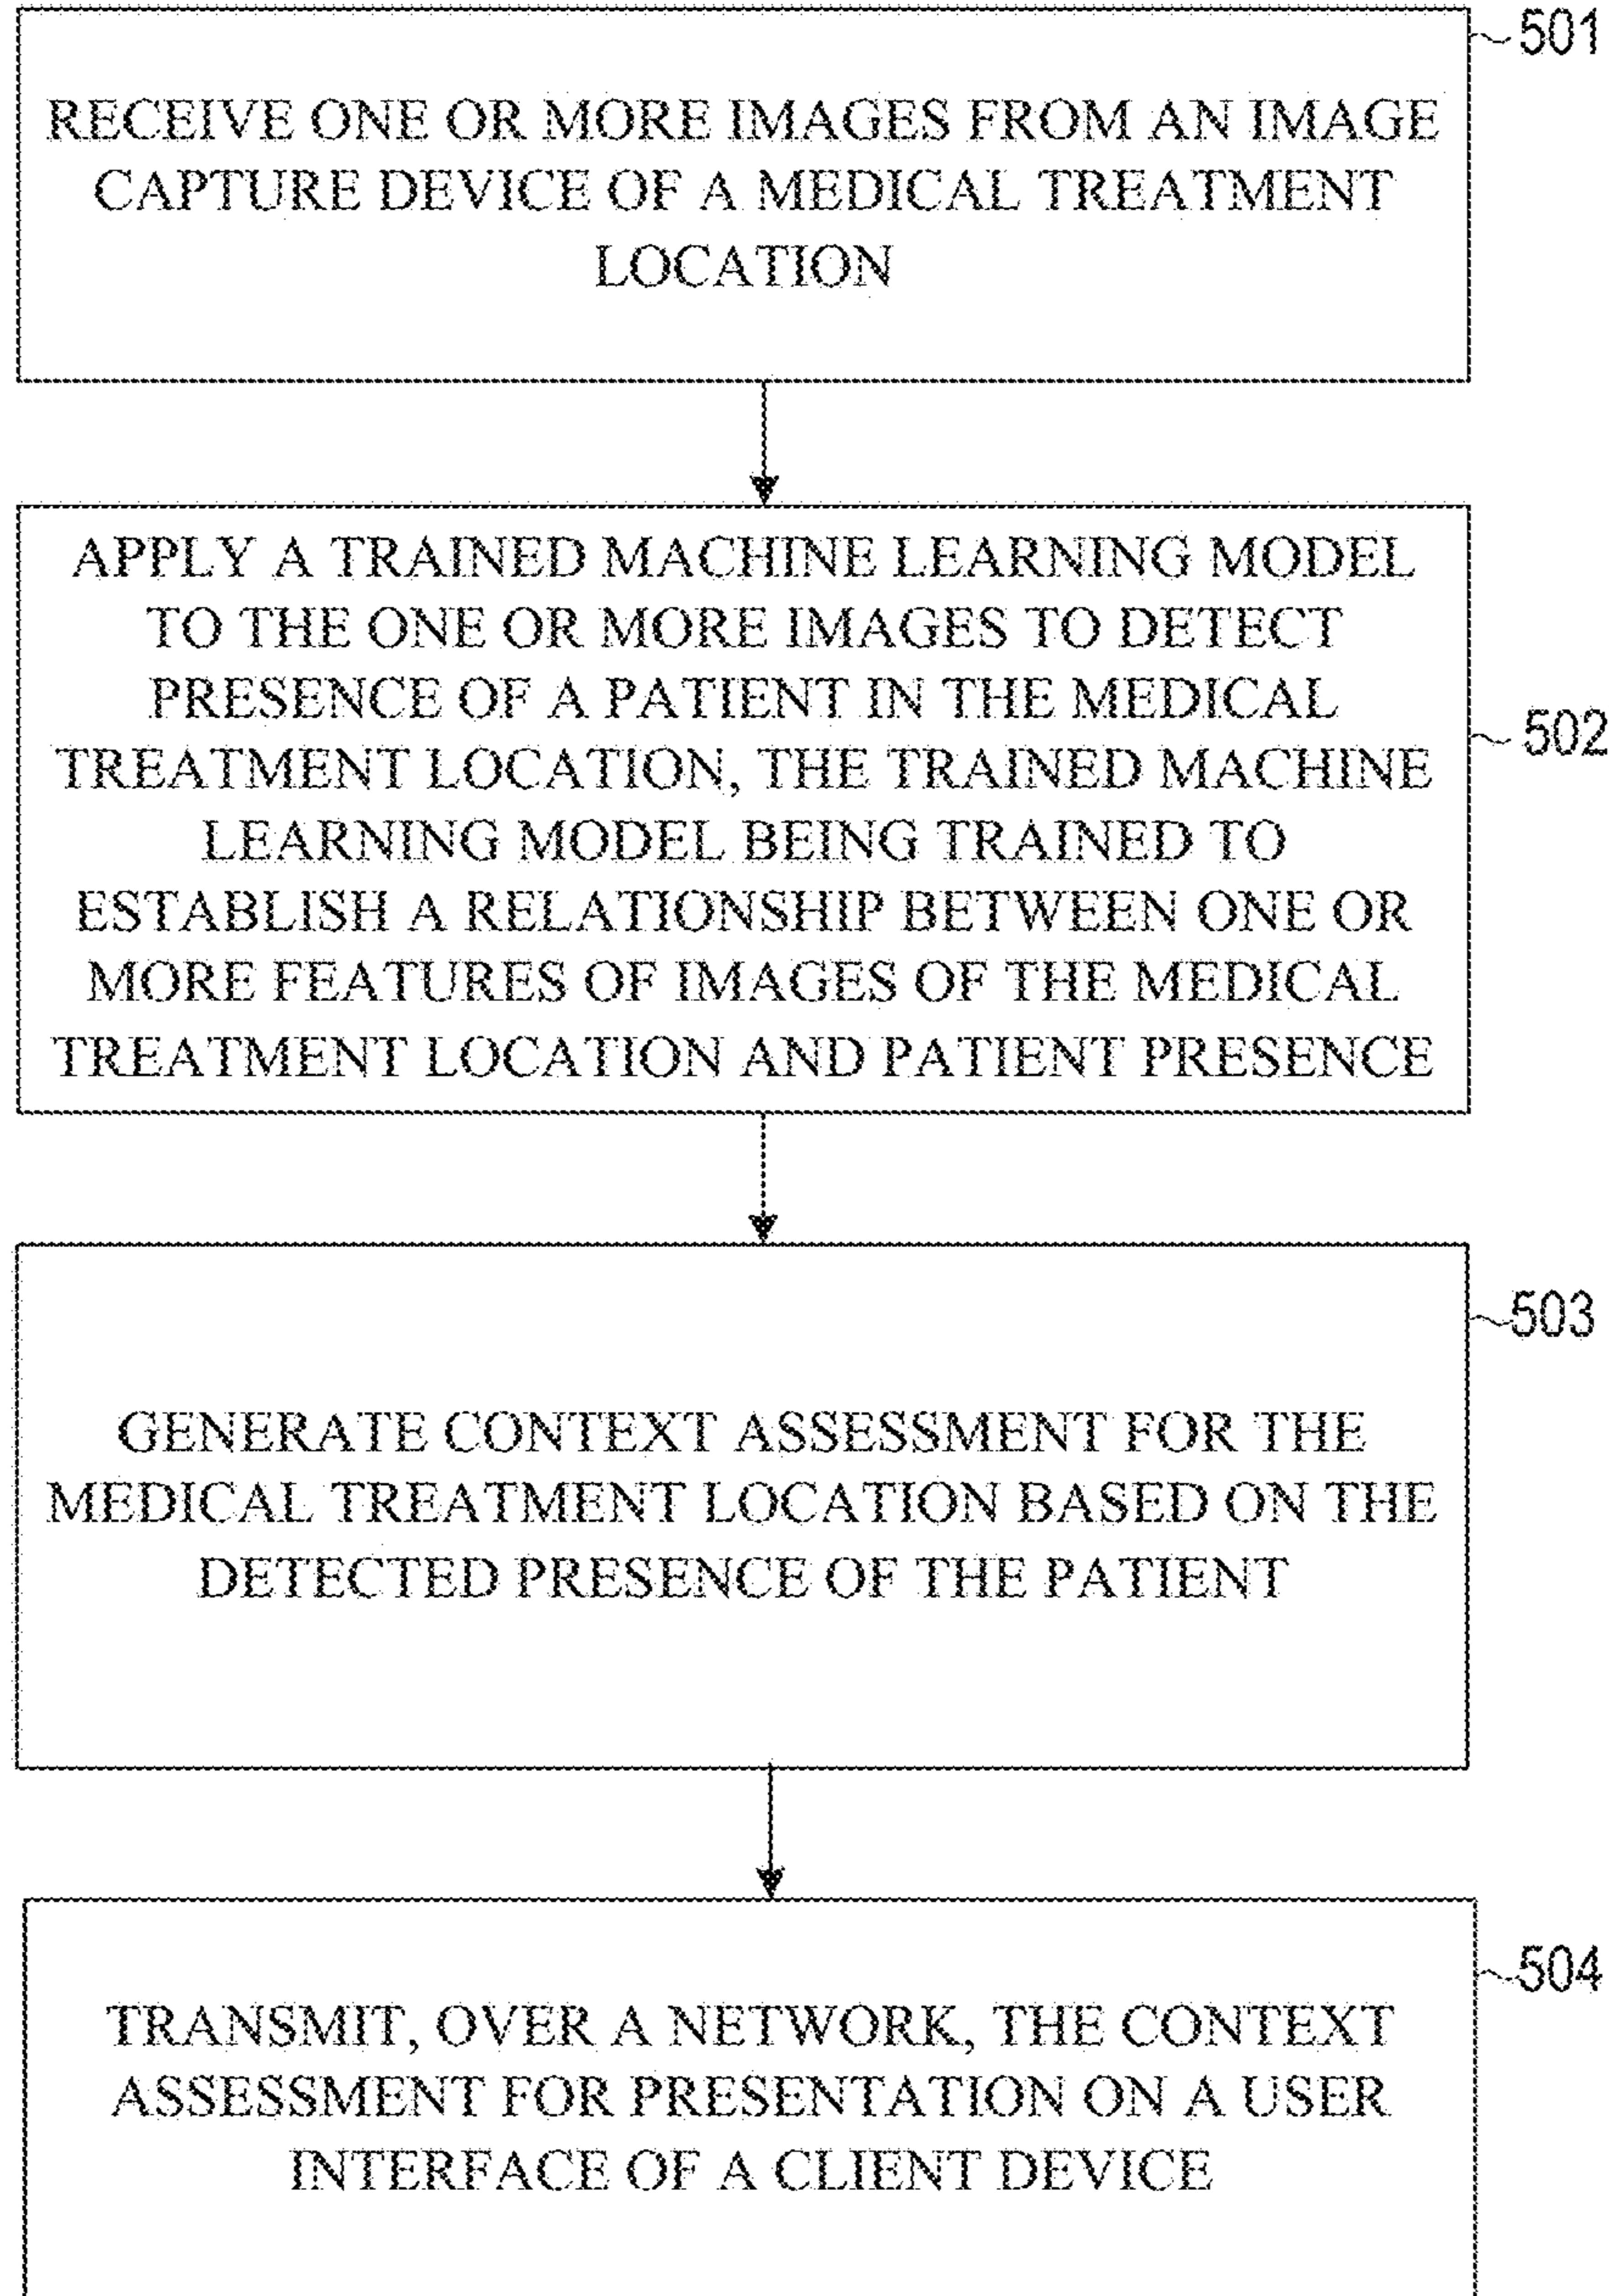 501
RECEIVE ONE OR MORE IMAGES FROM AN IMAGE
CAPTURE DEVICE OF A MEDICAL TREATMENT
LOCATION
APPLY A TRAINED MACHINE LEARNING MODEL
TO THE ONE OR MORE IMAGES TO DETECT
PRESENCE OF A PATIENT IN THE MEDICAL
TREATMENT LOCATION, THE TRAINED MACHINE
LEARNING MODEL BEING TRAINED TO
ESTABLISH A RELATIONSHIP BETWEEN ONE OR
MORE FEATURES OF IMAGES OF THE MEDICAL
TREATMENT LOCATION AND PATIENT PRESENCE
502
503
GENERATE CONTEXT ASSESSMENT FOR THE
MEDICAL TREATMENT LOCATION BASED ON THE
DETECTED PRESENCE OF THE PATIENT
504
TRANSMIT, OVER A NETWORK, THE CONTEXT
ASSESSMENT FOR PRESENTATION ON A USER
INTERFACE OF A CLIENT DEVICE